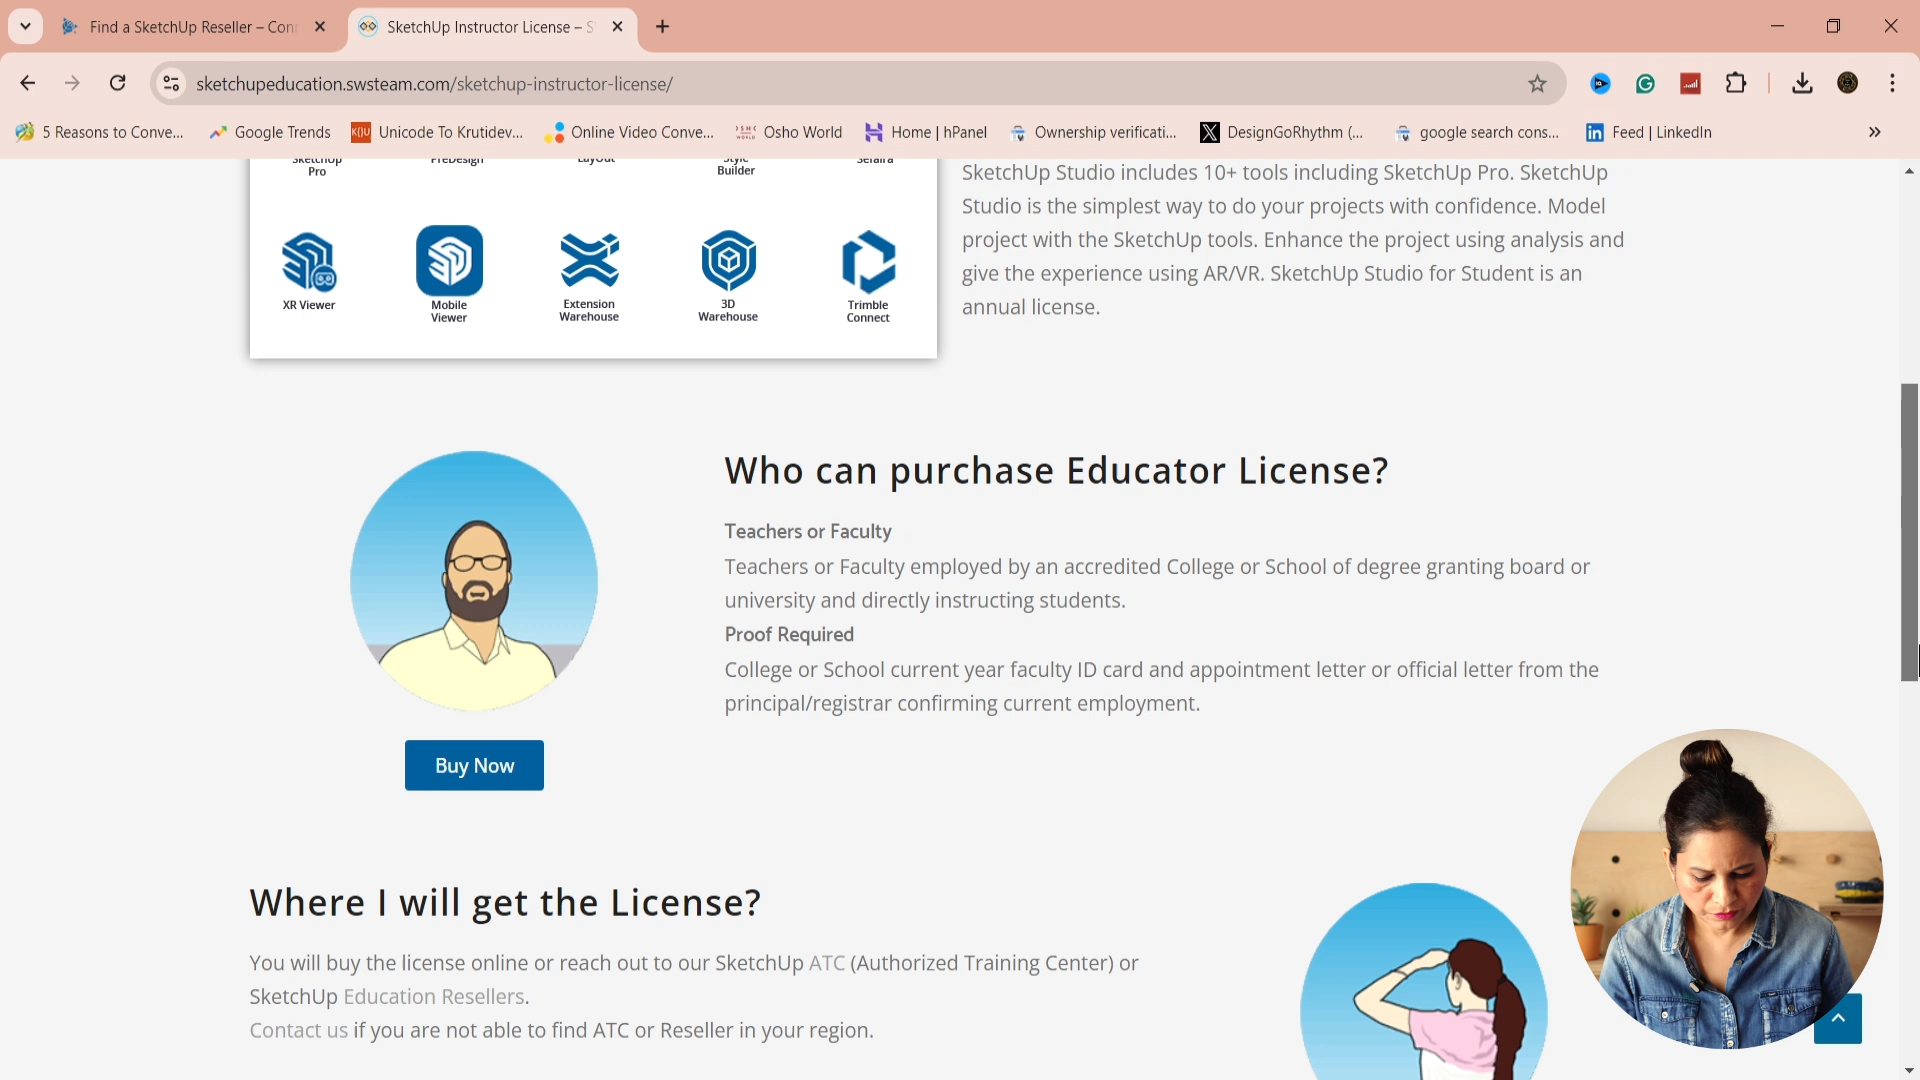 Find a SketchUp Reseller – Con
SketchUp Instructor License – S
sketchupeducation.swsteam.com/sketchup-instructor-license/
5 Reasons to Conve...
Google Trends
Unicode To Krutidev...
Online Video Conve...
Osho World
Home | hPanel
Ownership verificati...
DesignGoRhythm (...
google search cons...
Feed | LinkedIn
SketchUp
Pro
PreDesign
LayOut
Style
Builder
Sefaira
XR Viewer
Mobile
Viewer
Extension
Warehouse
3D
Warehouse
Trimble
Connect
SketchUp Studio includes 10+ tools including SketchUp Pro. SketchUp
Studio is the simplest way to do your projects with confidence. Model
project with the SketchUp tools. Enhance the project using analysis and
give the experience using AR/VR. SketchUp Studio for Student is an
annual license.
Who can purchase Educator License?
Teachers or Faculty
Teachers or Faculty employed by an accredited College or School of degree granting board or
university and directly instructing students.
Proof Required
College or School current year faculty ID card and appointment letter or official letter from the
principal/registrar confirming current employment.
Buy Now
Where I will get the License?
You will buy the license online or reach out to our SketchUp ATC (Authorized Training Center) or
SketchUp Education Resellers.
Contact us if you are not able to find ATC or Reseller in your region.